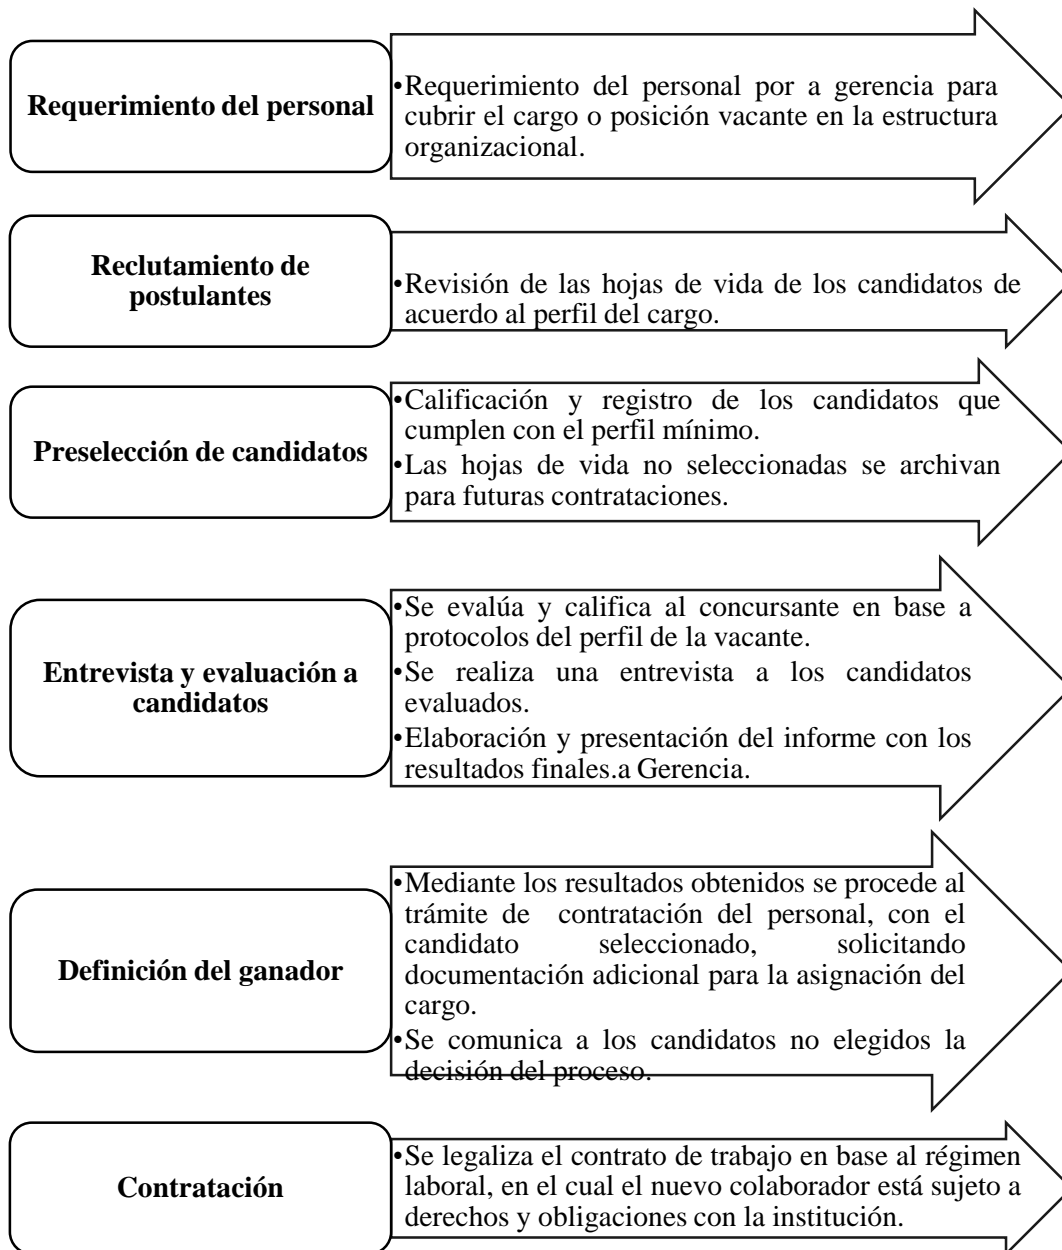 Requerimiento del personal
•Requerimiento del personal por a gerencia para
cubrir el cargo o posición vacante en la estructura
organizacional.
Reclutamiento de
postulantes
•Revisión de las hojas de vida de los candidatos de
acuerdo al perfil del cargo.
Preselección de candidatos
•Calificación y registro de los candidatos que
cumplen con el perfil mínimo.
•Las hojas de vida no seleccionadas se archivan
para futuras contrataciones.
Entrevista y evaluación a
candidatos
•Se evalúa y califica al concursante en base a
protocolos del perfil de la vacante.
•Se realiza una entrevista a los candidatos
evaluados.
•Elaboración y presentación del informe con los
resultados finales.a Gerencia.
Definición del ganador
•Mediante los resultados obtenidos se procede al
trámite de contratación del personal, con el
candidato seleccionado, solicitando
documentación adicional para la asignación del
cargo.
•Se comunica a los candidatos no elegidos la
decisión del proceso.
Contratación
•Se legaliza el contrato de trabajo en base al régimen
laboral, en el cual el nuevo colaborador está sujeto a
derechos y obligaciones con la institución.